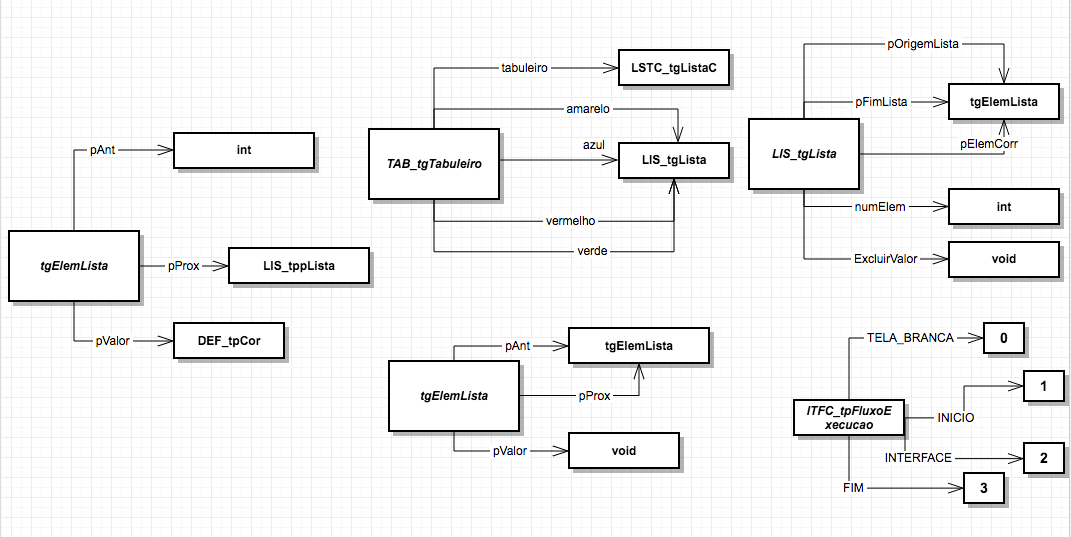 pAnt
int
tgElemLista
pProx
LIS_tppLista
pValor
DEF_tpCor
tabuleiro
LSTC_tgListaC
amarelo
TAB_tgTabuleiro
azul
LIS_tgLista
vermelho
verde
pOrigemLista
pFimLista
tgElemLista
LIS_tgLista
pElemCorr
numElem
int
ExcluirValor
void
pAnt
tgElemLista
tgElemLista
pProx
pValor
void
TELA_BRANCA
0
1
ITFC_tpFluxoE
xecucao
INICIO
INTERFACE
2
FIM
3